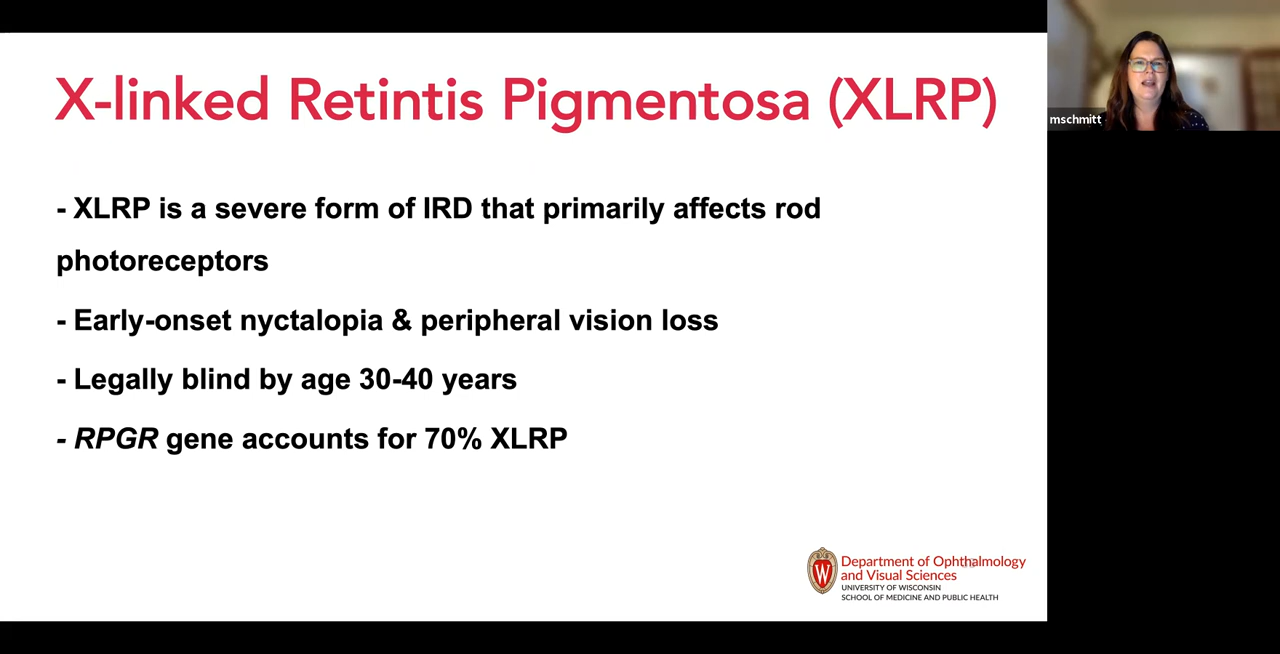 X-linked Retintis Pigmentosa (XLRP)
- XLRP is a severe form of IRD that primarily affects rod
photoreceptors
- Early-onset nyctalopia & peripheral vision loss
- Legally blind by age 30-40 years
- RPGR gene accounts for 70% XLRP
W
Department of Ophthalmology
and Visual Sciences
UNIVERSITY OF WISCONSIN
SCHOOL OF MEDICINE AND PUBLIC HEALTH
mschmitt